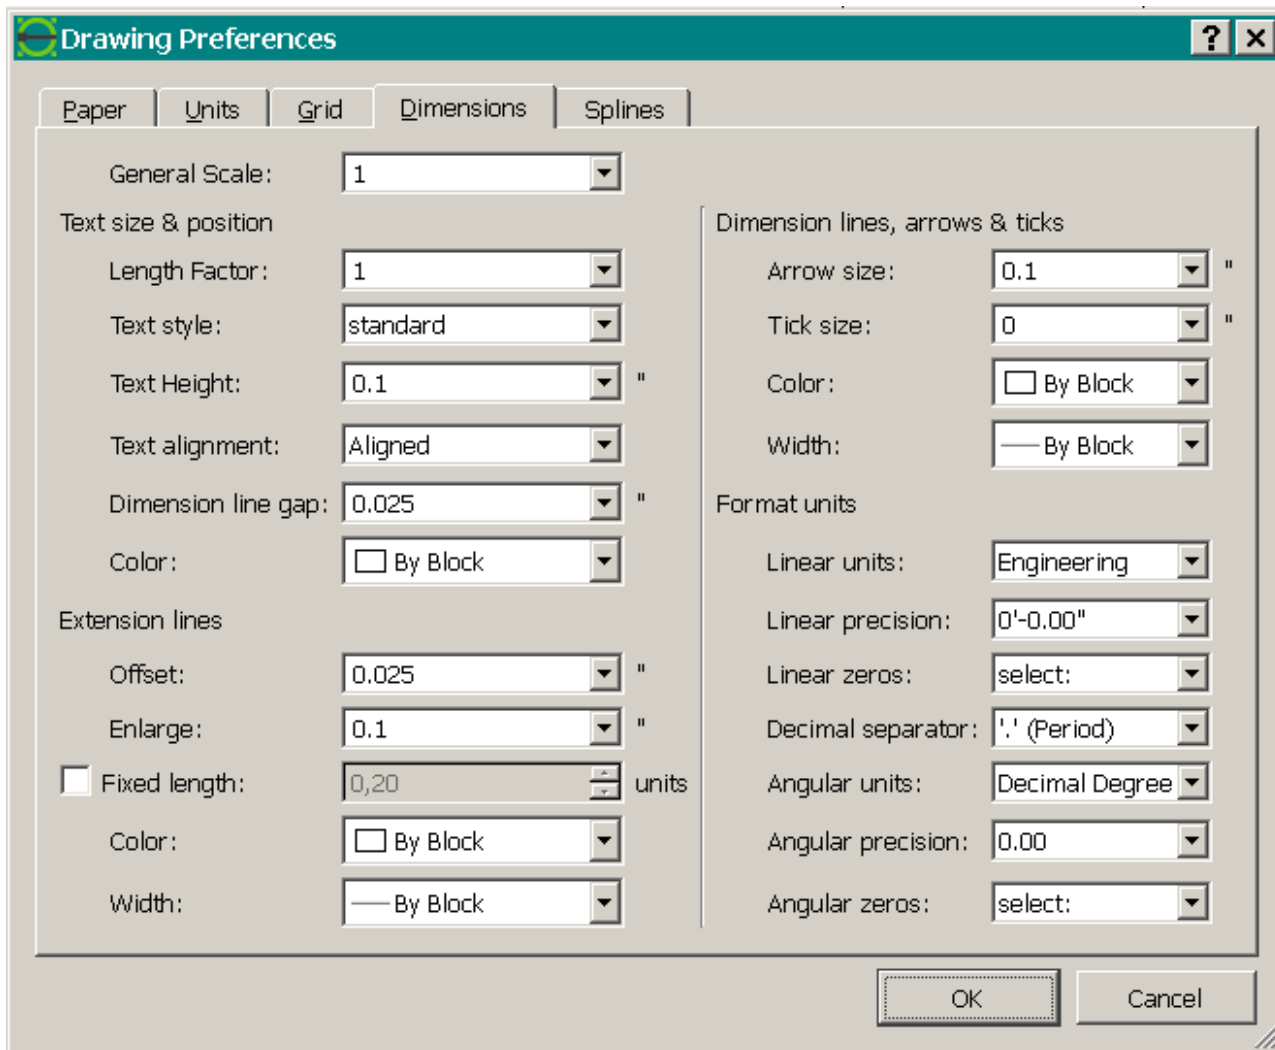 Drawing Preferences
Paper Units Grid Dimensions Splines
General Scale: 1
Text size & position
Length Factor: 1
Text style: standard
Text Height: 0.1 "
Text alignment: Aligned
Dimension line gap: 0.025 "
Color: By Block
Extension lines
Offset: 0.025 "
Enlarge: 0.1 "
Fixed length: 0,20 units
Color: By Block
Width: By Block
Dimension lines, arrows & ticks
Arrow size: 0.1 "
Tick size: 0 "
Color: By Block
Width: By Block
Format units
Linear units: Engineering
Linear precision: 0'-0.00"
Linear zeros: select:
Decimal separator: '.' (Period)
Angular units: Decimal Degree
Angular precision: 0.00
Angular zeros: select:
OK Cancel